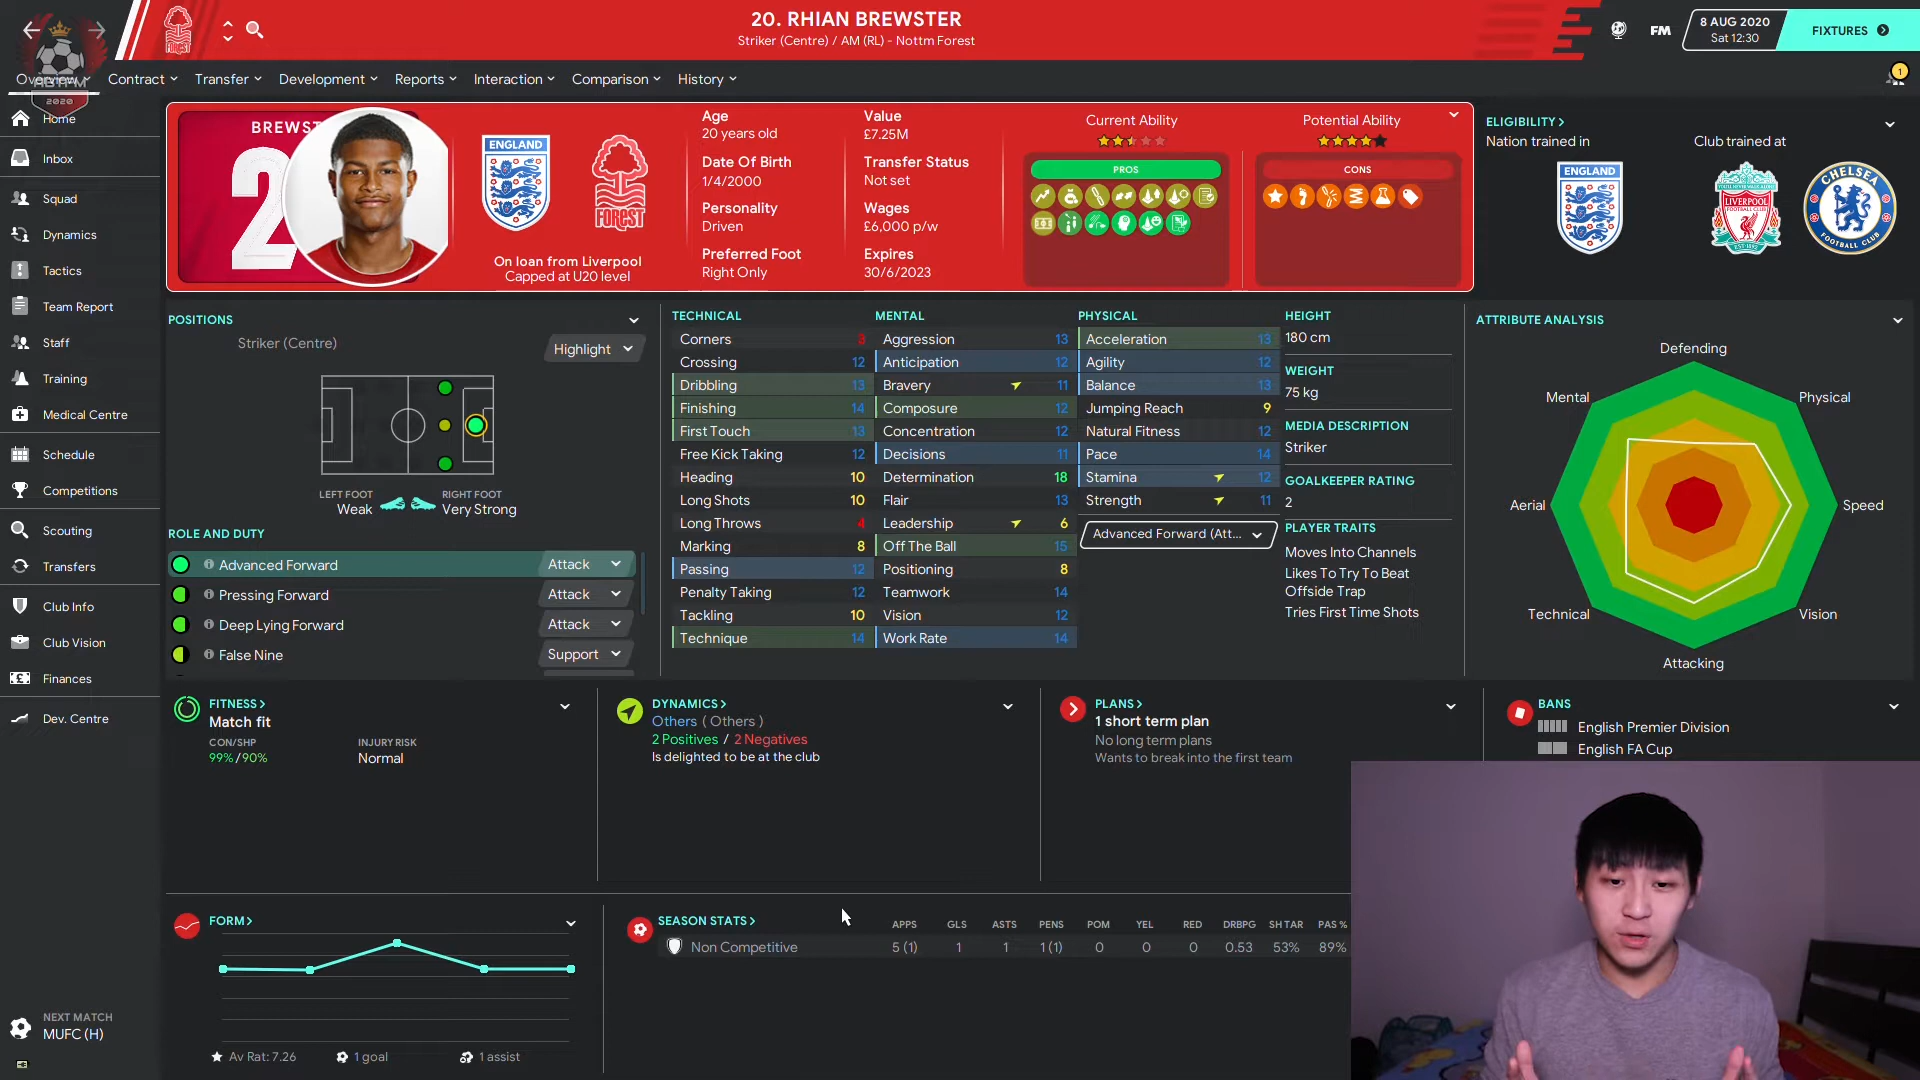 20. RHIAN BREWSTER
Striker (Centre) / AM (RL) - Nottm Forest
FOREST
FM
8 AUG 2020
Sat 12:30
FIXTURES
Overview
Contract
Transfer
Development
Reports
Interaction
Comparison
History
1
2020
Home
Inbox
Squad
Dynamics
Tactics
Team Report
Staff
Training
Medical Centre
Schedule
Competitions
Scouting
Transfers
Club Info
Club Vision
Finances
Dev. Centre
NEXT MATCH
MUFC (H)
BREWST
2
ENGLAND
FOREST
On loan from Liverpool
Capped at U20 level
Age
20 years old
Date Of Birth
1/4/2000
Personality
Driven
Preferred Foot
Right Only
Value
£7.25M
Transfer Status
Not set
Wages
£6,000 p/w
Expires
30/6/2023
Current Ability
PROS
Potential Ability
CONS
ELIGIBILITY >
Nation trained in
ENGLAND
Club trained at
LIVERPOOL
FOOTBALL CLUB
EST·1892
CHELSEA
FOOTBALL CLUB
POSITIONS
Striker (Centre)
Highlight
LEFT FOOT
Weak
RIGHT FOOT
Very Strong
ROLE AND DUTY
Advanced Forward Attack
Pressing Forward Attack
Deep Lying Forward Attack
False Nine Support
TECHNICAL
Corners 3
Crossing 12
Dribbling 13
Finishing 14
First Touch 13
Free Kick Taking 12
Heading 10
Long Shots 10
Long Throws 4
Marking 8
Passing 12
Penalty Taking 12
Tackling 10
Technique 14
MENTAL
Aggression 13
Anticipation 12
Bravery 11
Composure 12
Concentration 12
Decisions 11
Determination 18
Flair 13
Leadership 6
Off The Ball 15
Positioning 8
Teamwork 14
Vision 12
Work Rate 14
PHYSICAL
Acceleration 13
Agility 12
Balance 13
Jumping Reach 9
Natural Fitness 12
Pace 14
Stamina 12
Strength 11
Advanced Forward (Att...
HEIGHT
180 cm
WEIGHT
75 kg
MEDIA DESCRIPTION
Striker
GOALKEEPER RATING
2
PLAYER TRAITS
Moves Into Channels
Likes To Try To Beat
Offside Trap
Tries First Time Shots
ATTRIBUTE ANALYSIS
Defending
Mental
Physical
Aerial
Speed
Technical
Vision
Attacking
FITNESS >
Match fit
CON/SHP
99% / 90%
INJURY RISK
Normal
DYNAMICS >
Others ( Others )
2 Positives / 2 Negatives
Is delighted to be at the club
PLANS >
1 short term plan
No long term plans
Wants to break into the first team
BANS
English Premier Division
English FA Cup
FORM >
Av Rat: 7.26
1 goal
1 assist
SEASON STATS > APPS GLS ASTS PENS POM YEL RED DRBPG SH TAR PAS %
Non Competitive 5 (1) 1 1 1 (1) 0 0 0 0.53 53% 89%